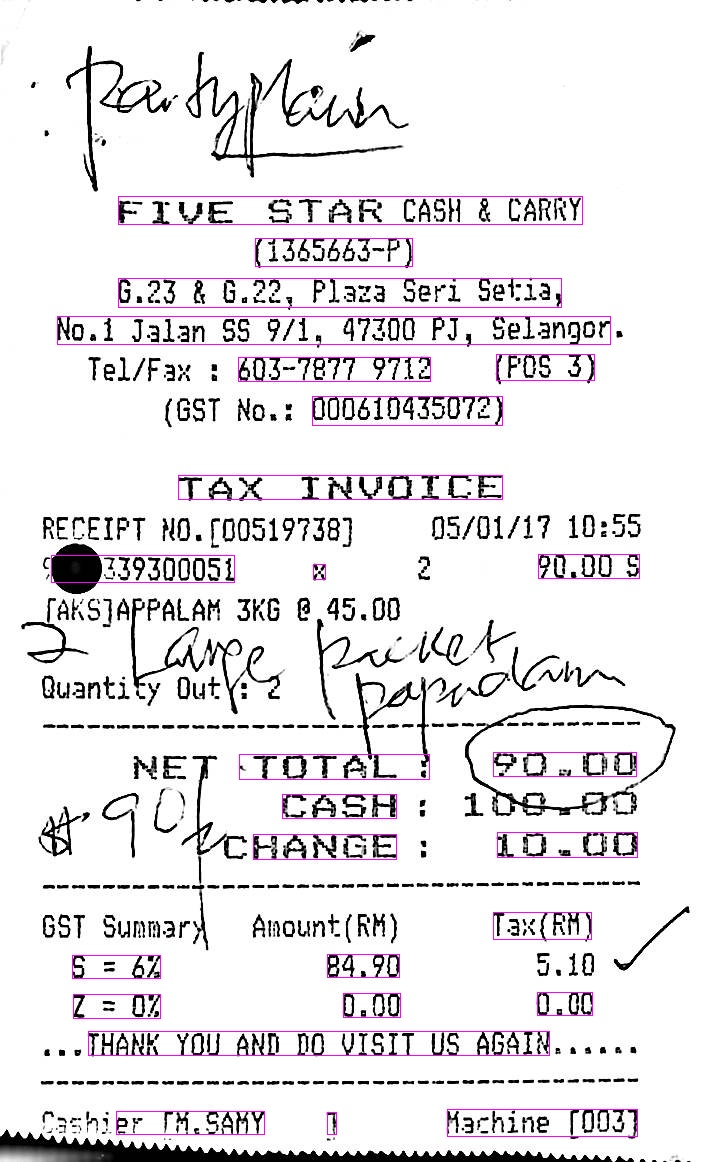 Party plain
FIVE STAR CASH & CARRY
(1365663-P)
G.23 & G.22, Plaza Seri Setia,
No.1 Jalan SS 9/1, 47300 PJ, Selangor.
Tel/Fax : 603-7877 9712 (POS 3)
(GST No.: 000610435072)
TAX INVOICE
RECEIPT NO.[00519738] 05/01/17 10:55
339300051 x 2 90.00 S
[AKS]APPALAM 3KG @ 45.00
2 Large packet
papadam
Quantity Out : 2
NET TOTAL : 90.00
CASH : 100.00
CHANGE : 10.00
GST Summary Amount(RM) Tax(RM)
S = 6% 84.90 5.10
Z = 0% 0.00 0.00
...THANK YOU AND DO VISIT US AGAIN......
Cashier [M.SAMY ] Machine [003]